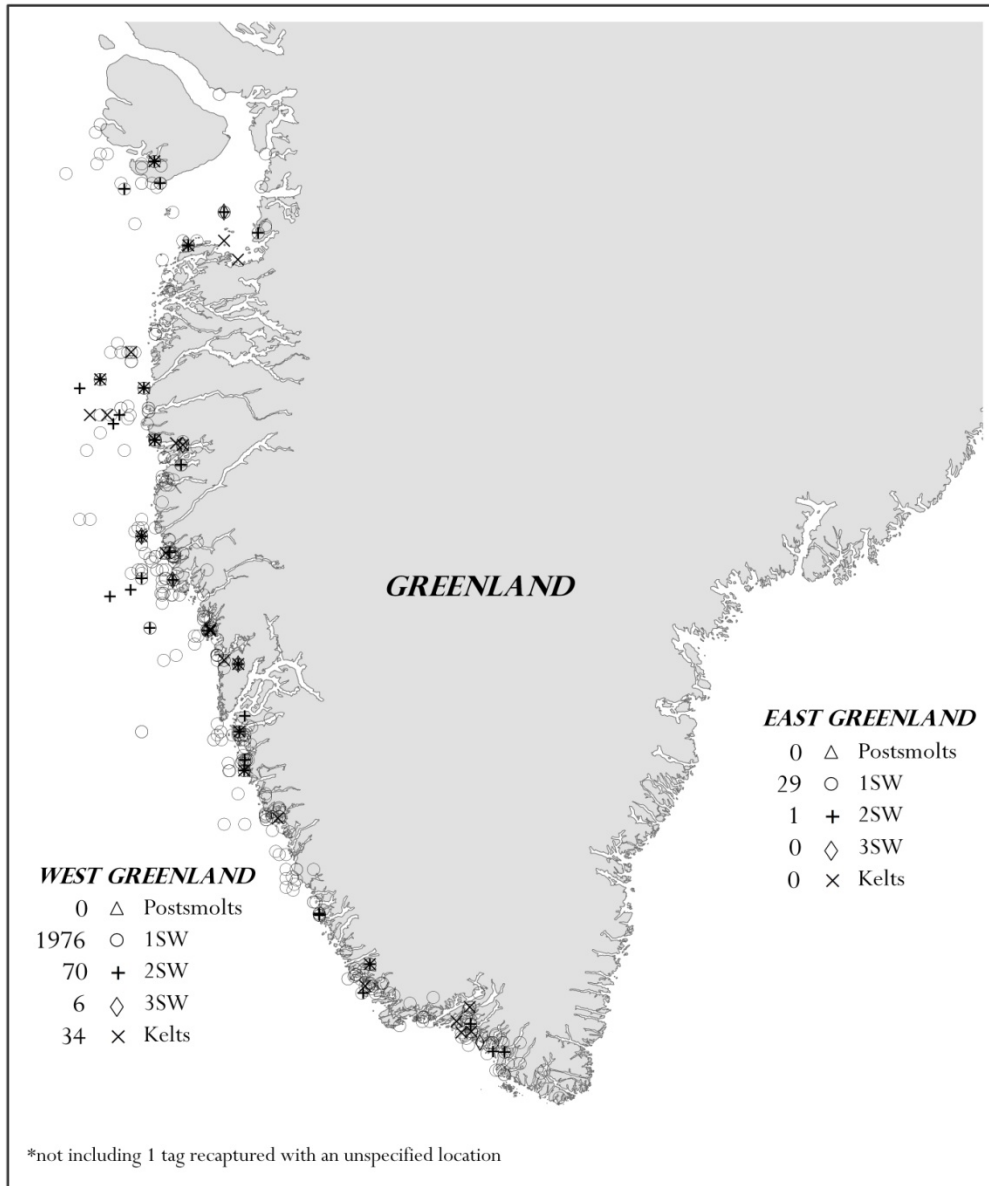 GREENLAND
EAST GREENLAND
0 △ Postsmolts
29 ○ 1SW
1 + 2SW
0 ◇ 3SW
0 × Kelts
WEST GREENLAND
0 △ Postsmolts
1976 ○ 1SW
70 + 2SW
6 ◇ 3SW
34 × Kelts
*not including 1 tag recaptured with an unspecified location